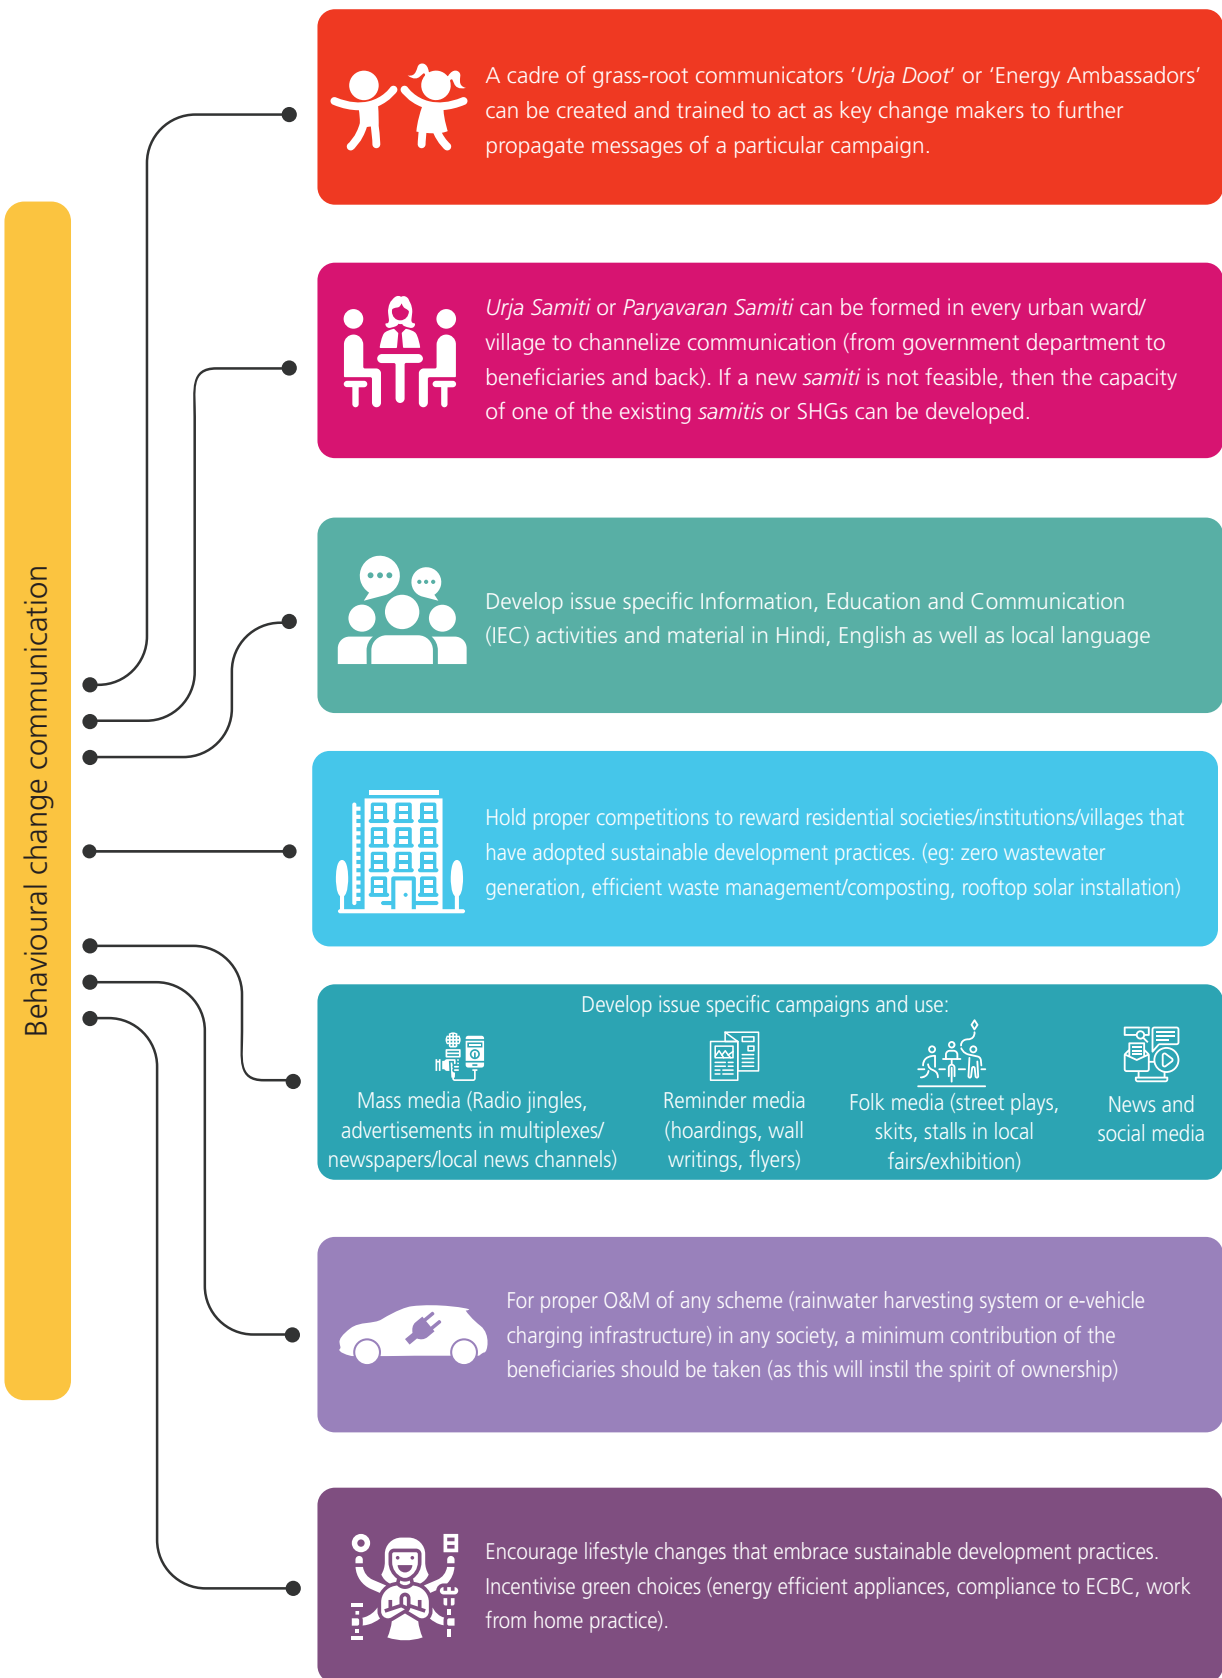 Behavioural change communication
A cadre of grass-root communicators ‘Urja Doot’ or ‘Energy Ambassadors’
can be created and trained to act as key change makers to further
propagate messages of a particular campaign.
Urja Samiti or Paryavaran Samiti can be formed in every urban ward/
village to channelize communication (from government department to
beneficiaries and back). If a new samiti is not feasible, then the capacity
of one of the existing samitis or SHGs can be developed.
Develop issue specific Information, Education and Communication
(IEC) activities and material in Hindi, English as well as local language
Hold proper competitions to reward residential societies/institutions/villages that
have adopted sustainable development practices. (eg: zero wastewater
generation, efficient waste management/composting, rooftop solar installation)
Develop issue specific campaigns and use:
Mass media (Radio jingles,
advertisements in multiplexes/
newspapers/local news channels)
Reminder media
(hoardings, wall
writings, flyers)
Folk media (street plays,
skits, stalls in local
fairs/exhibition)
News and
social media
For proper O&M of any scheme (rainwater harvesting system or e-vehicle
charging infrastructure) in any society, a minimum contribution of the
beneficiaries should be taken (as this will instil the spirit of ownership)
Encourage lifestyle changes that embrace sustainable development practices.
Incentivise green choices (energy efficient appliances, compliance to ECBC, work
from home practice).